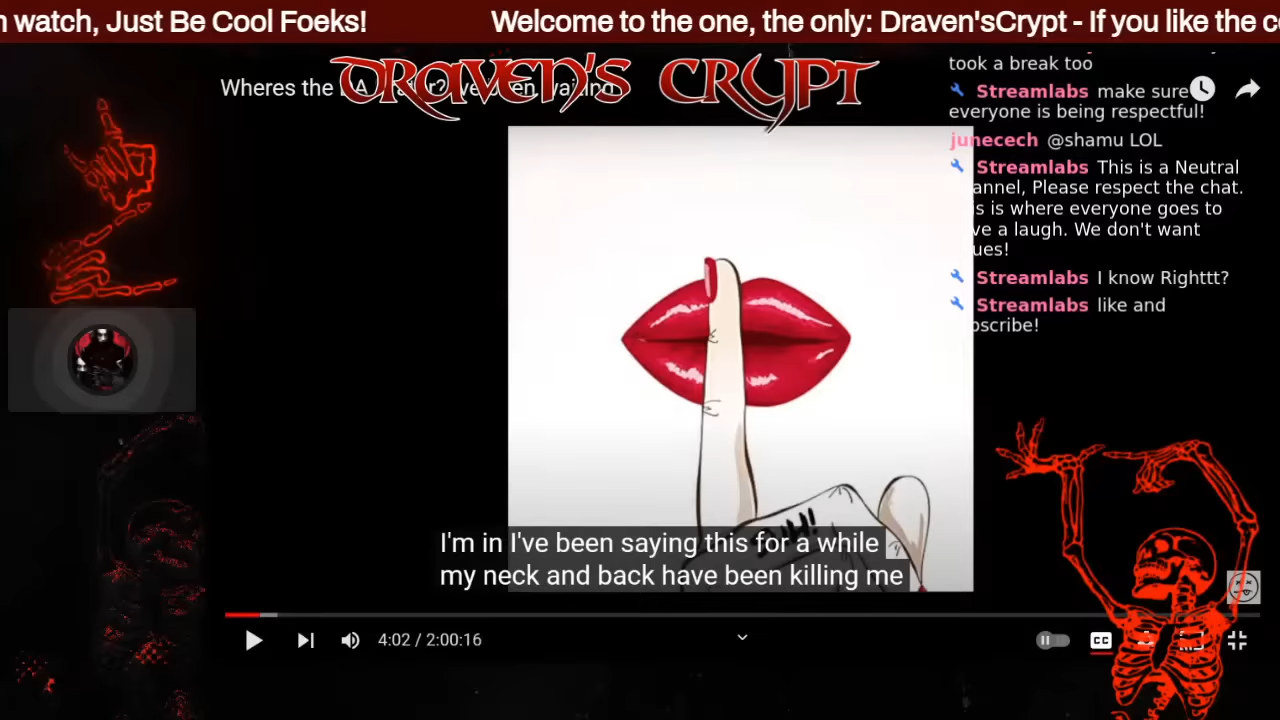 n watch, Just Be Cool Foeks!
Welcome to the one, the only: Draven'sCrypt - If you like the c
DRAVEN'S CRYPT
Wheres the
took a break too
Streamlabs make sure
everyone is being respectful!
junecech @shamu LOL
Streamlabs This is a Neutral
annel, Please respect the chat.
s is where everyone goes to
ve a laugh. We don't want
ues!
Streamlabs I know Righttt?
Streamlabs like and
oscribe!
I'm in I've been saying this for a while
my neck and back have been killing me
4:02 / 2:00:16
CC